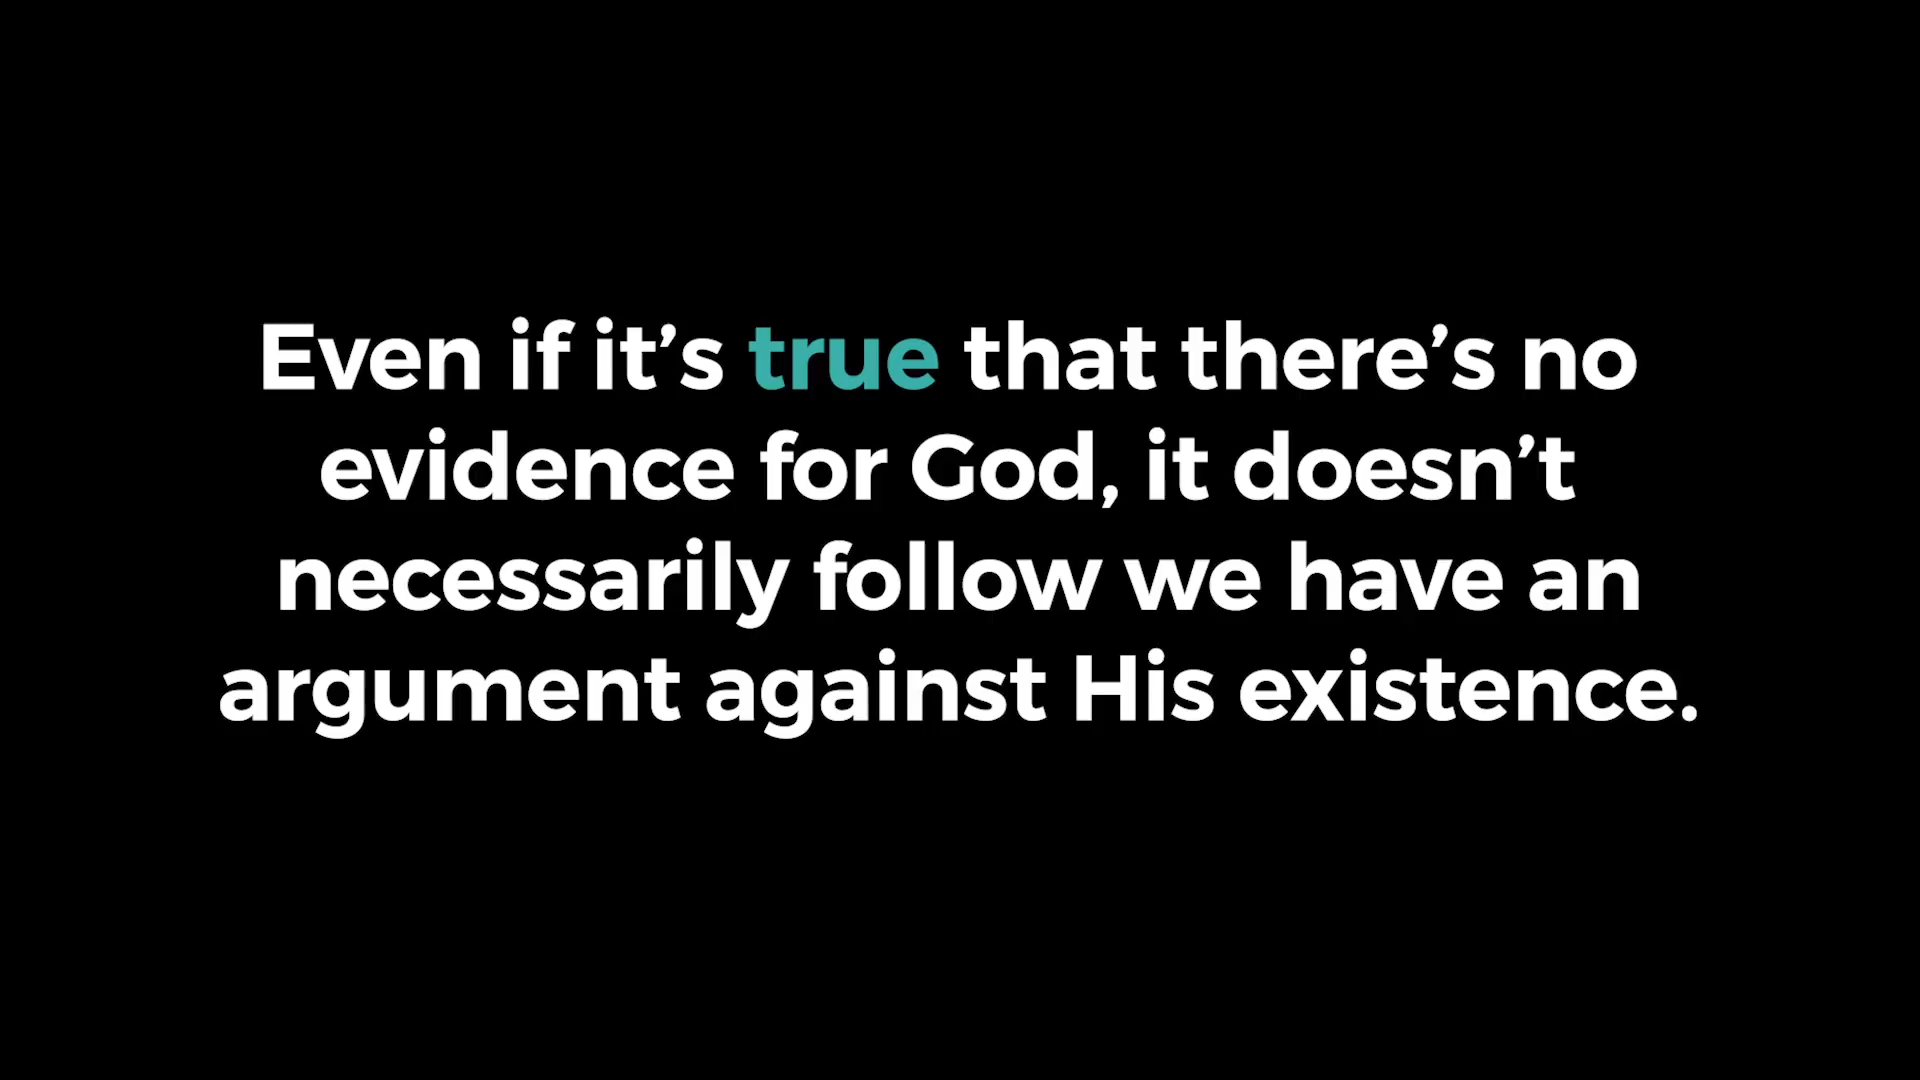 Even if it’s true that there’s no
evidence for God, it doesn’t
necessarily follow we have an
argument against His existence.